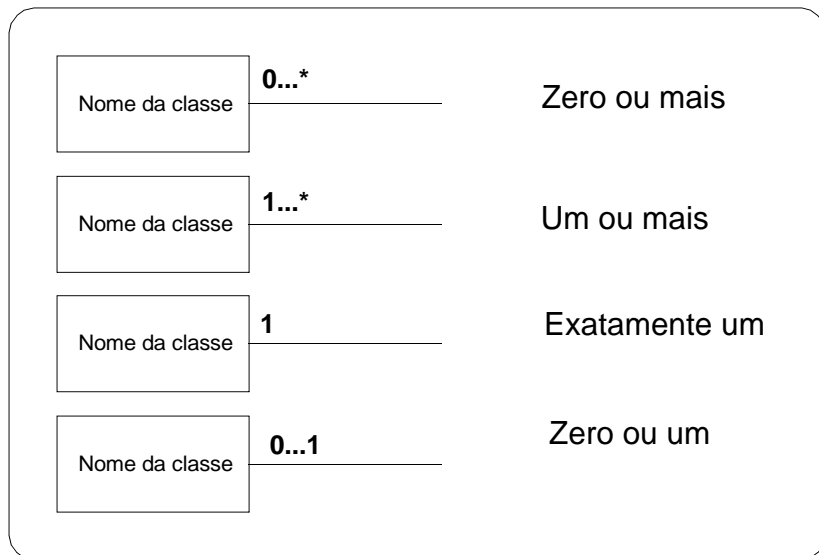 0...*
Nome da classe
Zero ou mais
1...*
Nome da classe
Um ou mais
1
Nome da classe
Exatamente um
0...1
Nome da classe
Zero ou um